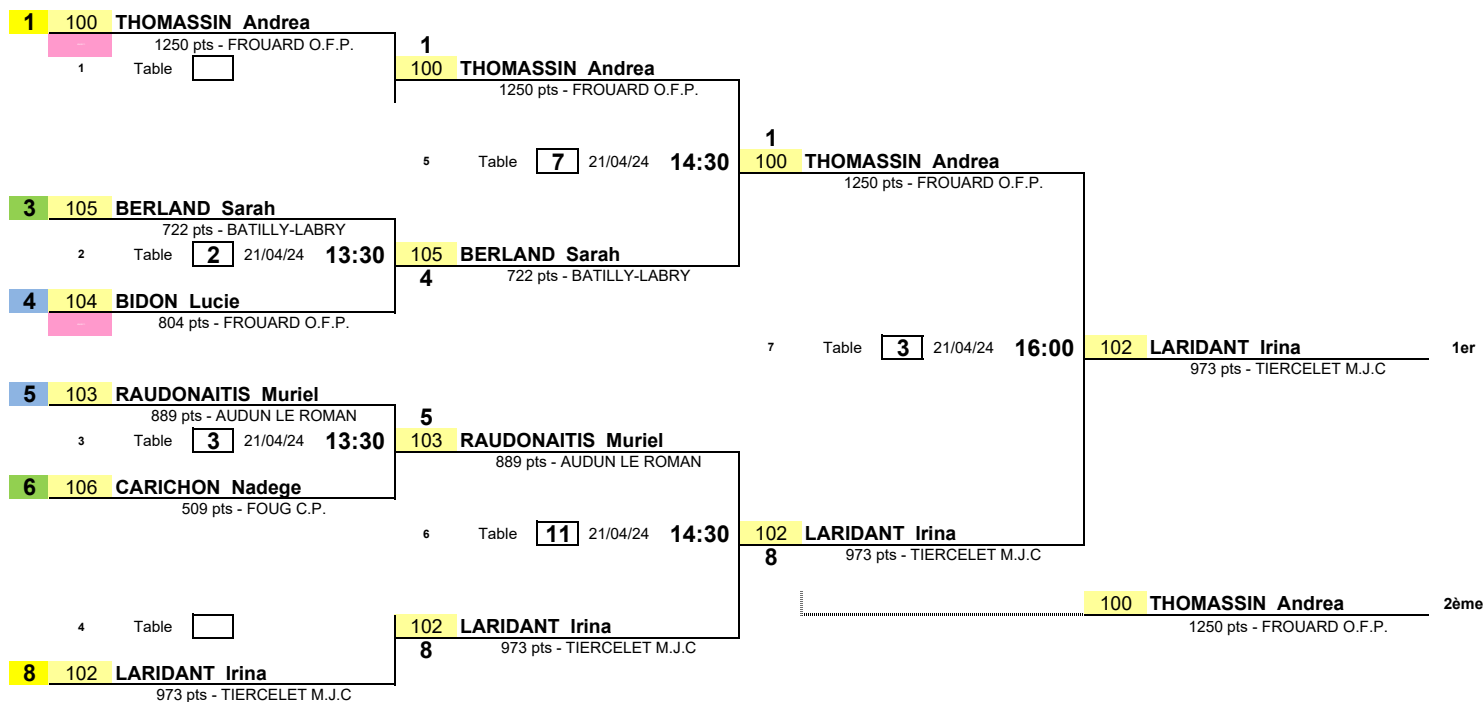 1 100 THOMASSIN Andrea
1250 pts - FROUARD O.F.P.
1 Table
1
100 THOMASSIN Andrea
1250 pts - FROUARD O.F.P.
5 Table 7 21/04/24 14:30
1
100 THOMASSIN Andrea
1250 pts - FROUARD O.F.P.
3 105 BERLAND Sarah
722 pts - BATILLY-LABRY
2 Table 2 21/04/24 13:30
105 BERLAND Sarah
4 722 pts - BATILLY-LABRY
4 104 BIDON Lucie
804 pts - FROUARD O.F.P.
7 Table 3 21/04/24 16:00
102 LARIDANT Irina 1er
973 pts - TIERCELET M.J.C
5 103 RAUDONAITIS Muriel
889 pts - AUDUN LE ROMAN
3 Table 3 21/04/24 13:30
5
103 RAUDONAITIS Muriel
889 pts - AUDUN LE ROMAN
6 106 CARICHON Nadege
509 pts - FOUG C.P.
6 Table 11 21/04/24 14:30
102 LARIDANT Irina
8 973 pts - TIERCELET M.J.C
100 THOMASSIN Andrea 2ème
1250 pts - FROUARD O.F.P.
4 Table
102 LARIDANT Irina
8 973 pts - TIERCELET M.J.C
8 102 LARIDANT Irina
973 pts - TIERCELET M.J.C